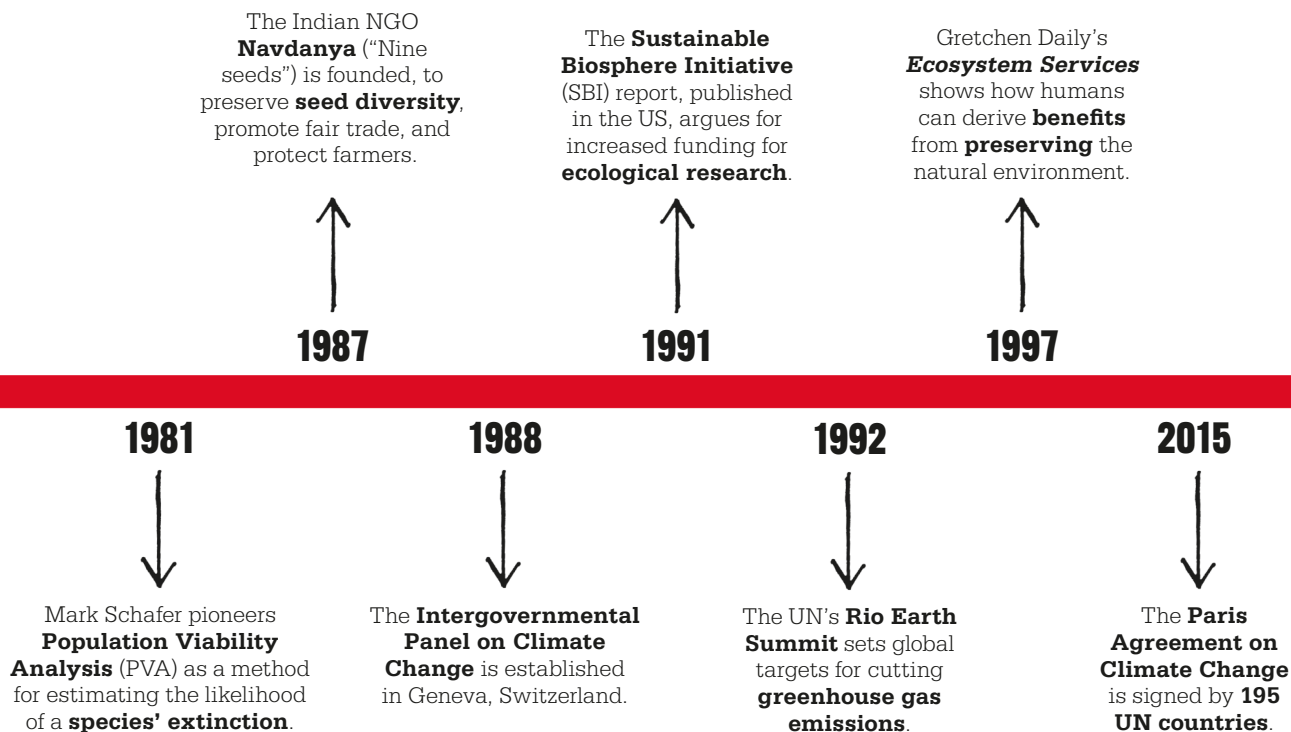 The Indian NGO
Navdanya (“Nine
seeds”) is founded, to
preserve seed diversity,
promote fair trade, and
protect farmers.
The Sustainable
Biosphere Initiative
(SBI) report, published
in the US, argues for
increased funding for
ecological research.
Gretchen Daily’s
Ecosystem Services
shows how humans
can derive benefits
from preserving the
natural environment.
1987
1991
1997
1981
1988
1992
2015
Mark Schafer pioneers
Population Viability
Analysis (PVA) as a method
for estimating the likelihood
of a species’ extinction.
The Intergovernmental
Panel on Climate
Change is established
in Geneva, Switzerland.
The UN’s Rio Earth
Summit sets global
targets for cutting
greenhouse gas
emissions.
The Paris
Agreement on
Climate Change
is signed by 195
UN countries.